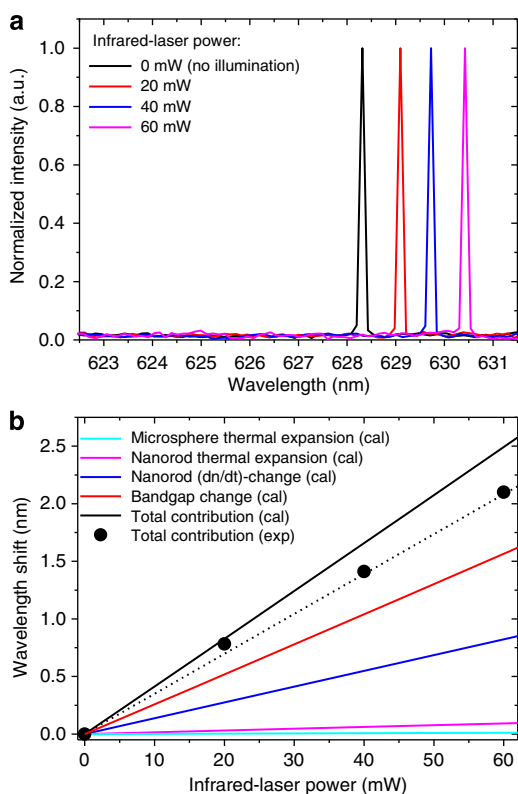 a
Infrared-laser power:
0 mW (no illumination)
20 mW
40 mW
60 mW
Normalized intensity (a.u.)
1.0
0.8
0.6
0.4
0.2
0.0
623 624 625 626 627 628 629 630 631
Wavelength (nm)
b
Microsphere thermal expansion (cal)
Nanorod thermal expansion (cal)
Nanorod (dn/dt)-change (cal)
Bandgap change (cal)
Total contribution (cal)
Total contribution (exp)
Wavelength shift (nm)
2.5
2.0
1.5
1.0
0.5
0.0
0 10 20 30 40 50 60
Infrared-laser power (mW)